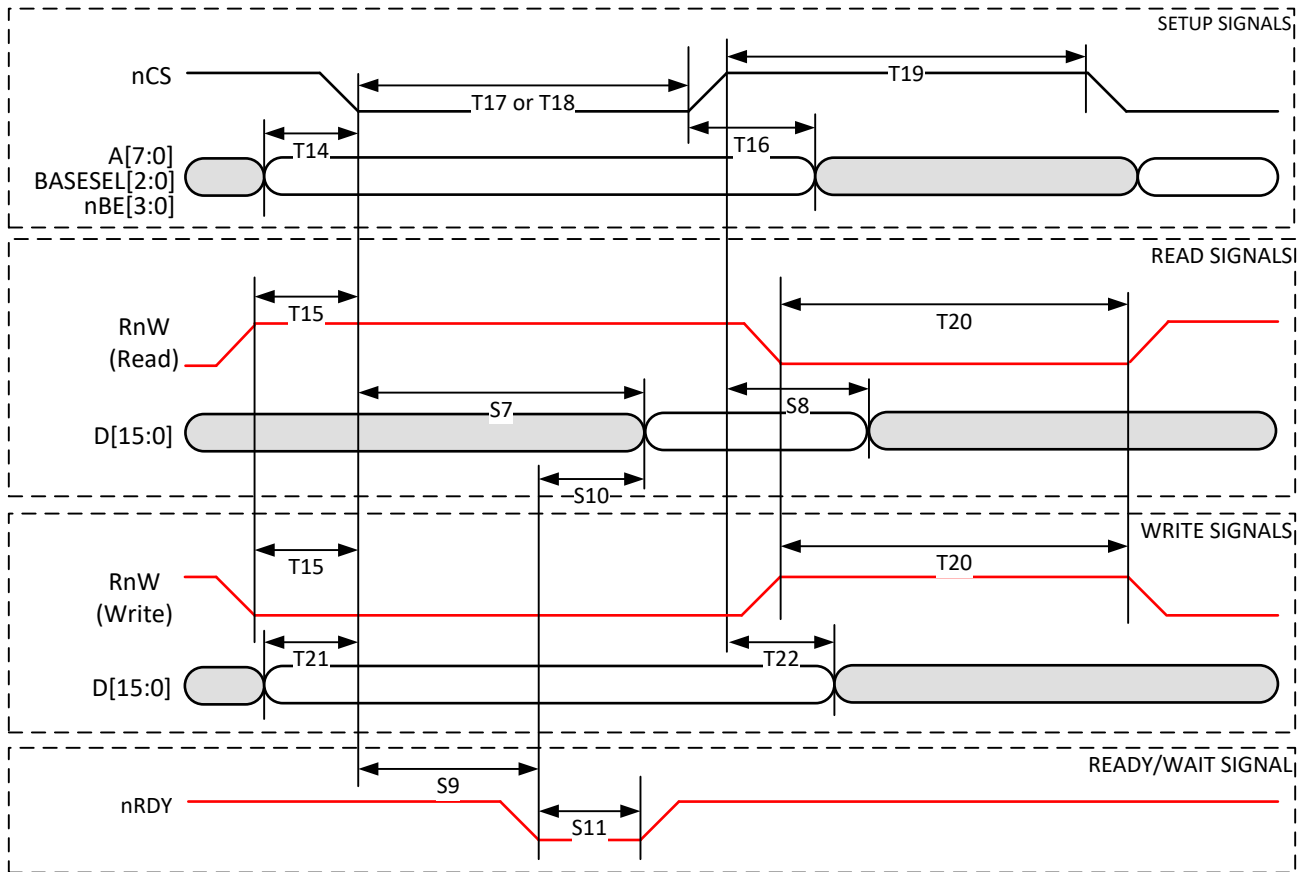 SETUP SIGNALS
nCS
T19
T17 or T18
T14
T16
A[7:0]
BASESEL[2:0]
nBE[3:0]
READ SIGNALS
T15
T20
RnW
(Read)
S7
S8
D[15:0]
S10
WRITE SIGNALS
T15
T20
RnW
(Write)
T21
T22
D[15:0]
READY/WAIT SIGNAL
S9
nRDY
S11